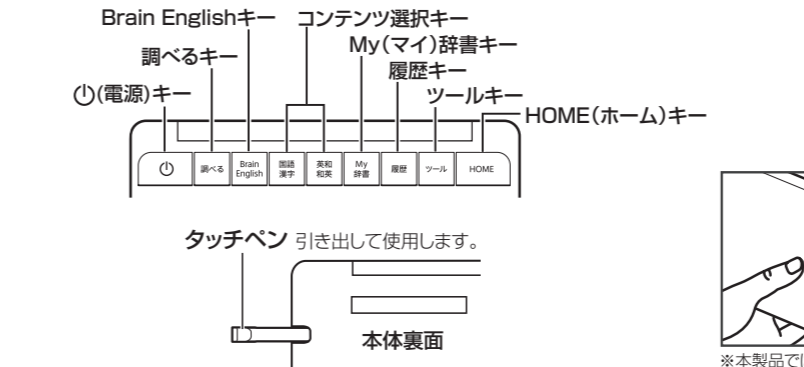 Brain Englishキー
コンテンツ選択キー
調べるキー
My(マイ)辞書キー
履歴キー
(電源)キー
ツールキー
HOME(ホーム)キー
調べる
Brain
English
国語
漢字
英和
和英
My
辞書
履歴
ツール
HOME
タッチペン 引き出して使用します。
本体裏面
※本製品では